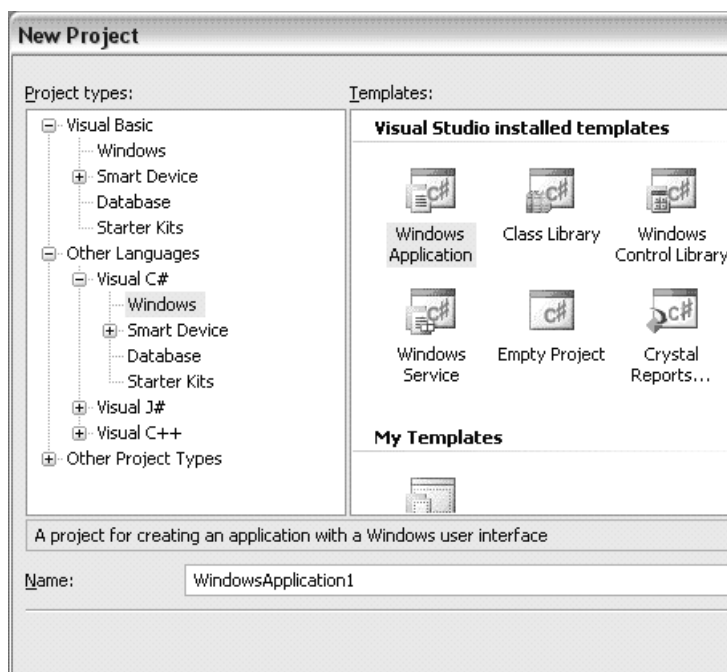 New Project
Project types:
Visual Basic
Windows
Smart Device
Database
Starter Kits
Other Languages
Visual C#
Windows
Smart Device
Database
Starter Kits
Visual J#
Visual C++
Other Project Types
Templates:
Visual Studio installed templates
C#
C#
C#
Windows
Application
Class Library
Windows
Control Library
C#
C#
C#
Windows
Service
Empty Project
Crystal
Reports...
My Templates
A project for creating an application with a Windows user interface
Name:
WindowsApplication1